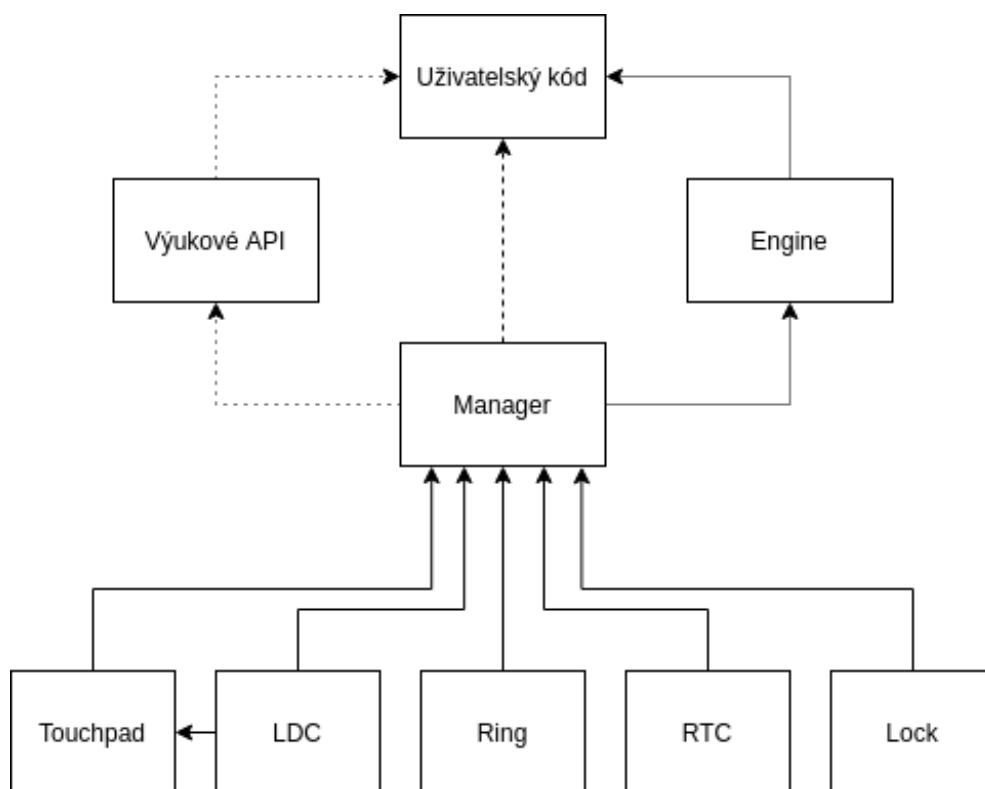 Uživatelský kód
Výukové API
Engine
Manager
Touchpad
LDC
Ring
RTC
Lock